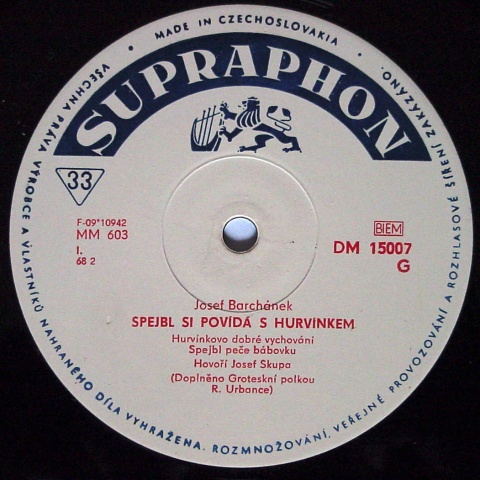 MADE IN CZECHOSLOVAKIA
SUPRAPHON
33
F-09*10942
MM 603
I.
68 2
BIEM
DM 15007
G
Josef Barchánek
SPEJBL SI POVÍDÁ S HURVÍNKEM
Hurvínkovo dobré vychování
Spejbl peče bábovku
Hovoří Josef Skupa
(Doplněno Groteskní polkou
R. Urbance)
VŠECHNA PRÁVA VÝROBCE A VLASTNÍKŮ NAHRANÉHO DÍLA VYHRAŽENA. ROZMNOŽOVÁNÍ, VEŘEJNÉ PROVOZOVÁNÍ A ROZHLASOVÉ ŠÍŘENÍ ZAKÁZÁNO